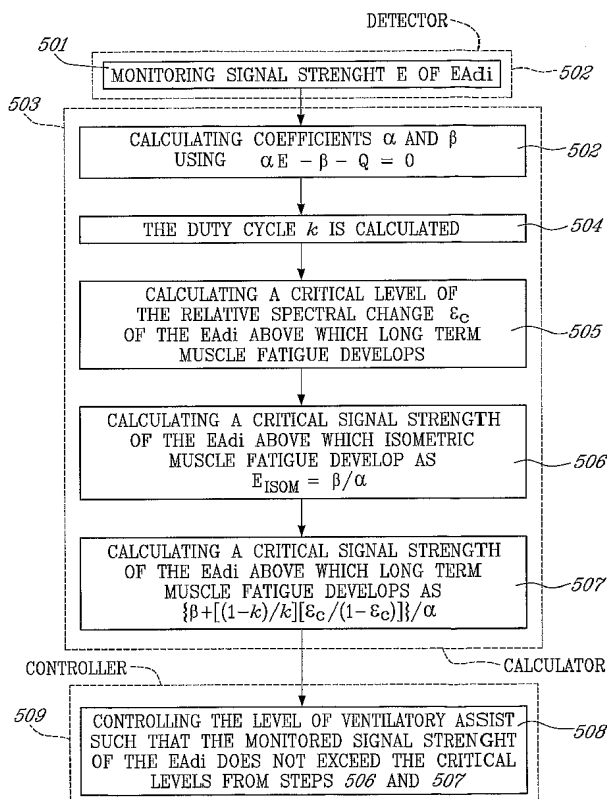 DETECTOR
501
MONITORING SIGNAL STRENGHT E OF EAdi
502
503
CALCULATING COEFFICIENTS α AND β
USING αE - β - Q = 0
502
THE DUTY CYCLE k IS CALCULATED
504
CALCULATING A CRITICAL LEVEL OF
THE RELATIVE SPECTRAL CHANGE εC
OF THE EAdi ABOVE WHICH LONG TERM
MUSCLE FATIGUE DEVELOPS
505
CALCULATING A CRITICAL SIGNAL STRENGTH
OF THE EAdi ABOVE WHICH ISOMETRIC
MUSCLE FATIGUE DEVELOP AS
EISOM = β/α
506
CALCULATING A CRITICAL SIGNAL STRENGTH
OF THE EAdi ABOVE WHICH LONG TERM
MUSCLE FATIGUE DEVELOPS AS
{β+[(1-k)/k][εC/(1-εC)]}/α
507
CONTROLLER
CALCULATOR
509
CONTROLLING THE LEVEL OF VENTILATORY ASSIST
SUCH THAT THE MONITORED SIGNAL STRENGHT
OF THE EAdi DOES NOT EXCEED THE CRITICAL
LEVELS FROM STEPS 506 AND 507
508